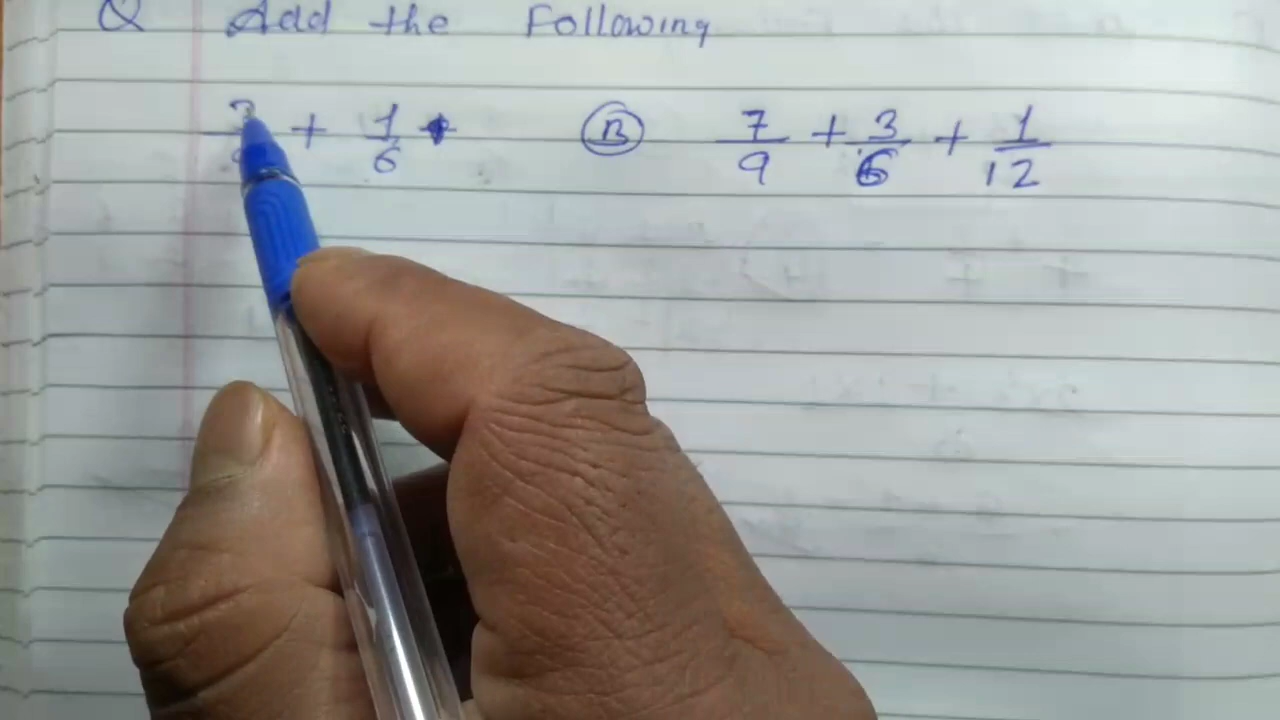 Q Add the Following
+ 1/6 (B) 7/9 + 3/6 + 1/12